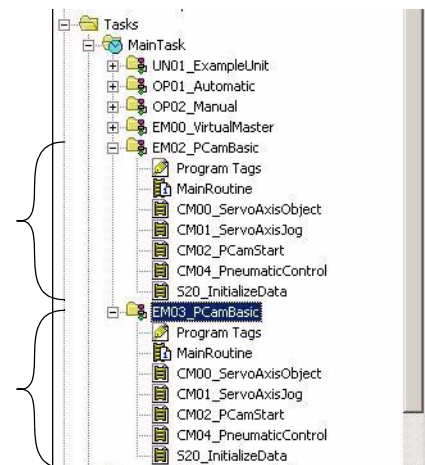 Tasks
MainTask
UN01_ExampleUnit
OP01_Automatic
OP02_Manual
EM00_VirtualMaster
EM02_PCamBasic
Program Tags
MainRoutine
CM00_ServoAxisObject
CM01_ServoAxisJog
CM02_PCamStart
CM04_PneumaticControl
S20_InitializeData
EM03_PCamBasic
Program Tags
MainRoutine
CM00_ServoAxisObject
CM01_ServoAxisJog
CM02_PCamStart
CM04_PneumaticControl
S20_InitializeData